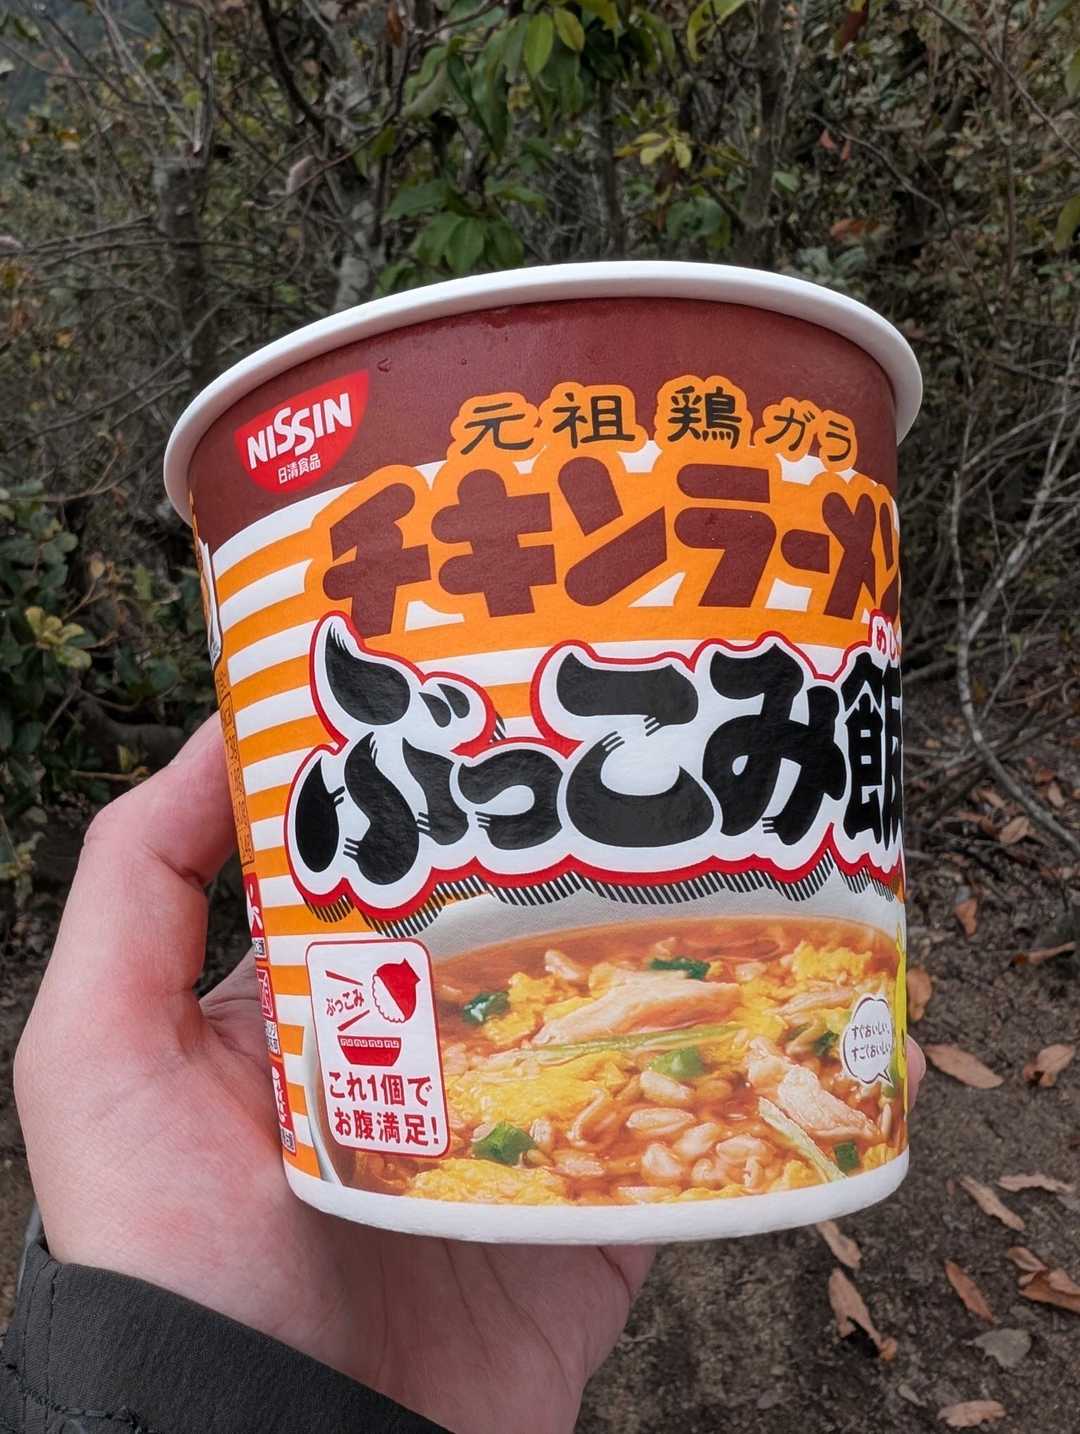 NISSIN
日清食品
元祖鶏ガラ
チキンラーメン
めし
ぶっこみ飯
ぶっこみ
これ1個で
お腹満足!
すぐおいしい、
すごくおいしい